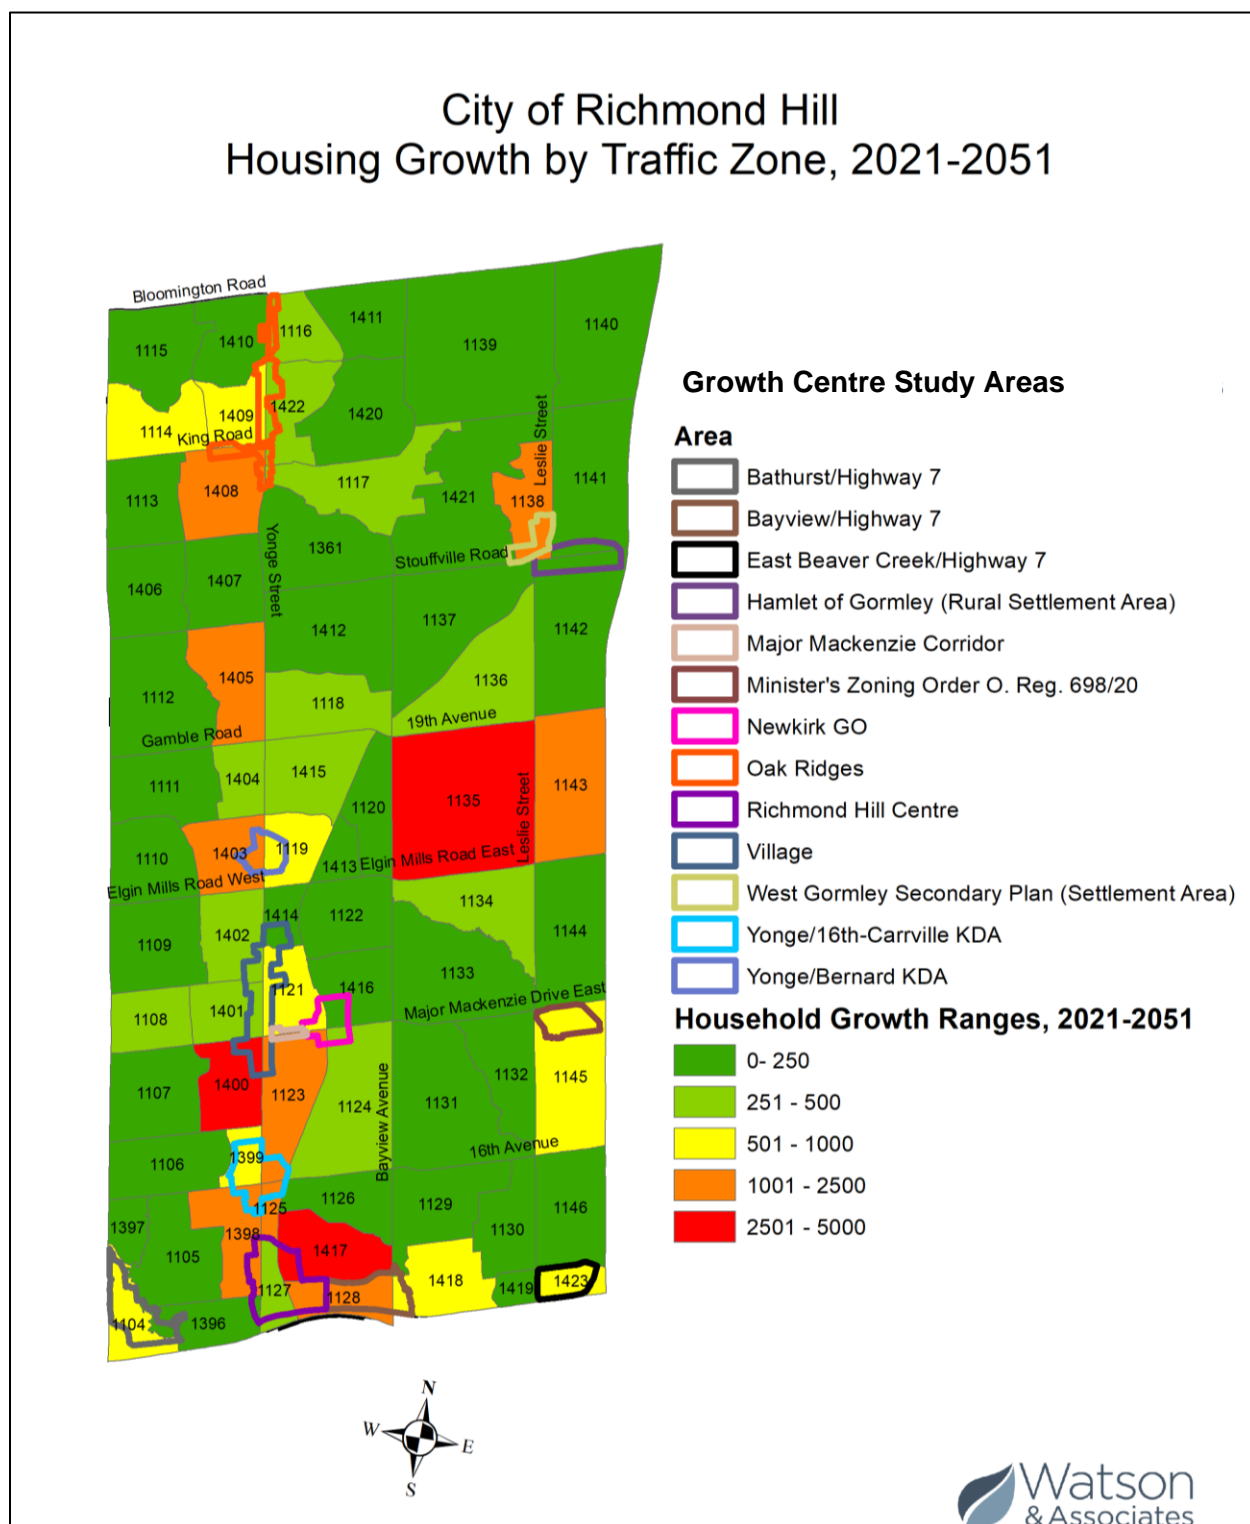 City of Richmond Hill
Housing Growth by Traffic Zone, 2021-2051
Bloomington Road
1115
1410
1116
1411
1139
1140
1114
1409
1422
1420
King Road
Leslie Street
1113
1408
1117
1421
1138
1141
Yonge Street
1361
Stouffville Road
1406
1407
1412
1137
1142
1112
1405
1118
1136
Gamble Road
19th Avenue
1111
1404
1415
1120
1135
Leslie Street
1143
1110
1403
1119
1413
Elgin Mills Road East
Elgin Mills Road West
1109
1402
1414
1122
1134
1144
1133
1108
1401
1121
1416
Major Mackenzie Drive East
1107
1400
1123
1124
Bayview Avenue
1131
1132
1145
1106
1399
16th Avenue
1397
1105
1398
1125
1126
1129
1130
1146
1417
1127
1128
1418
1419
1423
1104
1396
Growth Centre Study Areas
Area
Bathurst/Highway 7
Bayview/Highway 7
East Beaver Creek/Highway 7
Hamlet of Gormley (Rural Settlement Area)
Major Mackenzie Corridor
Minister's Zoning Order O. Reg. 698/20
Newkirk GO
Oak Ridges
Richmond Hill Centre
Village
West Gormley Secondary Plan (Settlement Area)
Yonge/16th-Carrville KDA
Yonge/Bernard KDA
Household Growth Ranges, 2021-2051
0- 250
251 - 500
501 - 1000
1001 - 2500
2501 - 5000
N
W
E
S
Watson
& Associates